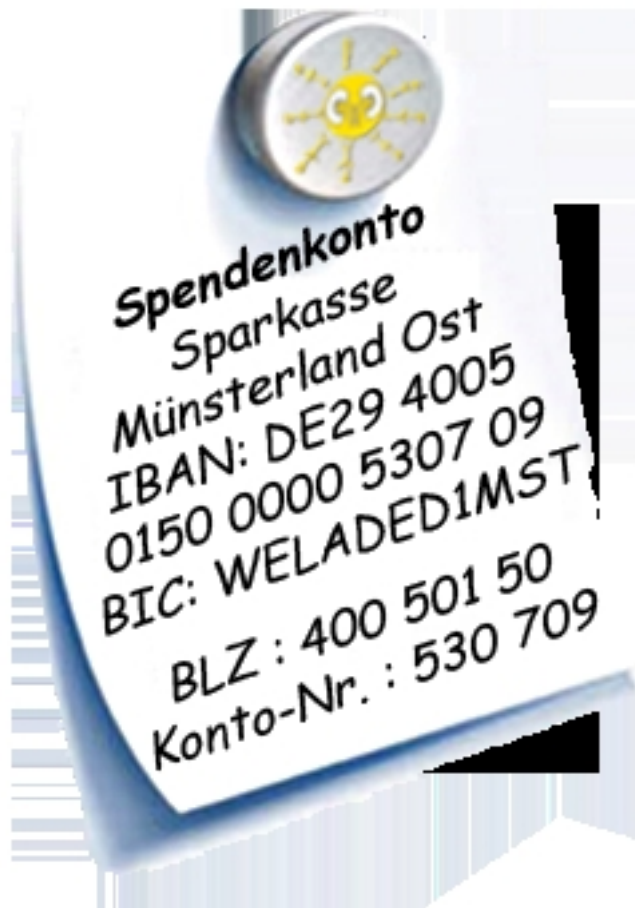 Spendenkonto
Sparkasse
Münsterland Ost
IBAN: DE29 4005
0150 0000 5307 09
BIC: WELADED1MST
BLZ : 400 501 50
Konto-Nr. : 530 709